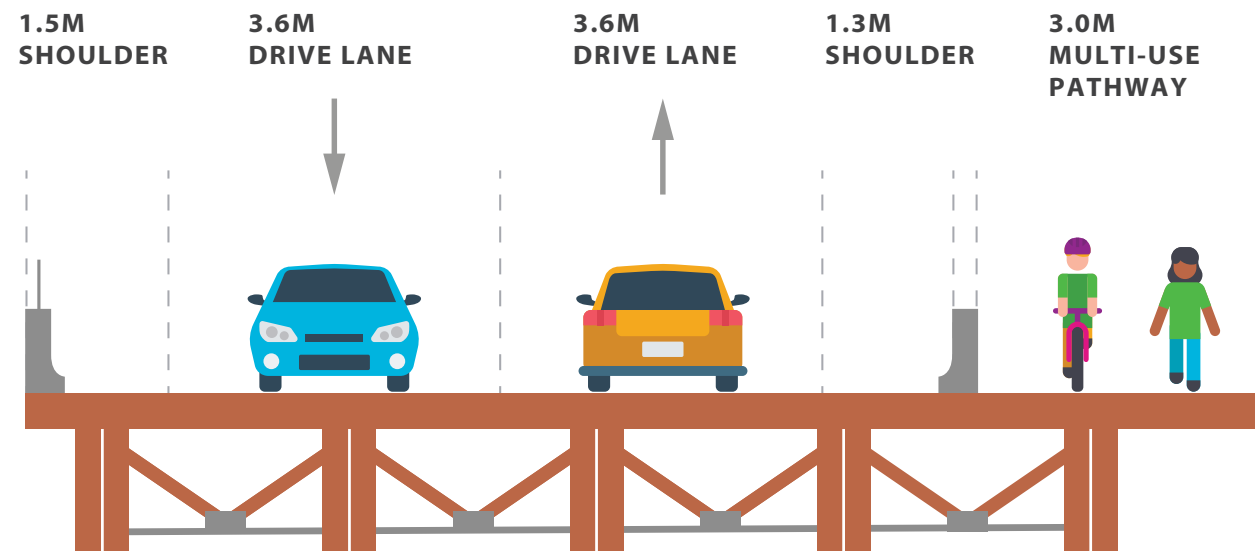 1.5M
SHOULDER
3.6M
DRIVE LANE
3.6M
DRIVE LANE
1.3M
SHOULDER
3.0M
MULTI-USE
PATHWAY